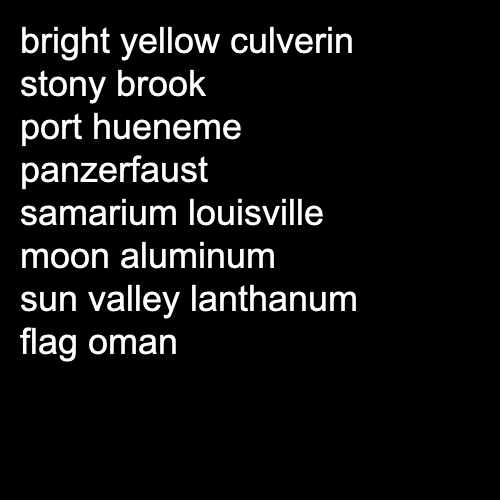 bright yellow culverin
stony brook
port hueneme
panzerfaust
samarium louisville
moon aluminum
sun valley lanthanum
flag oman